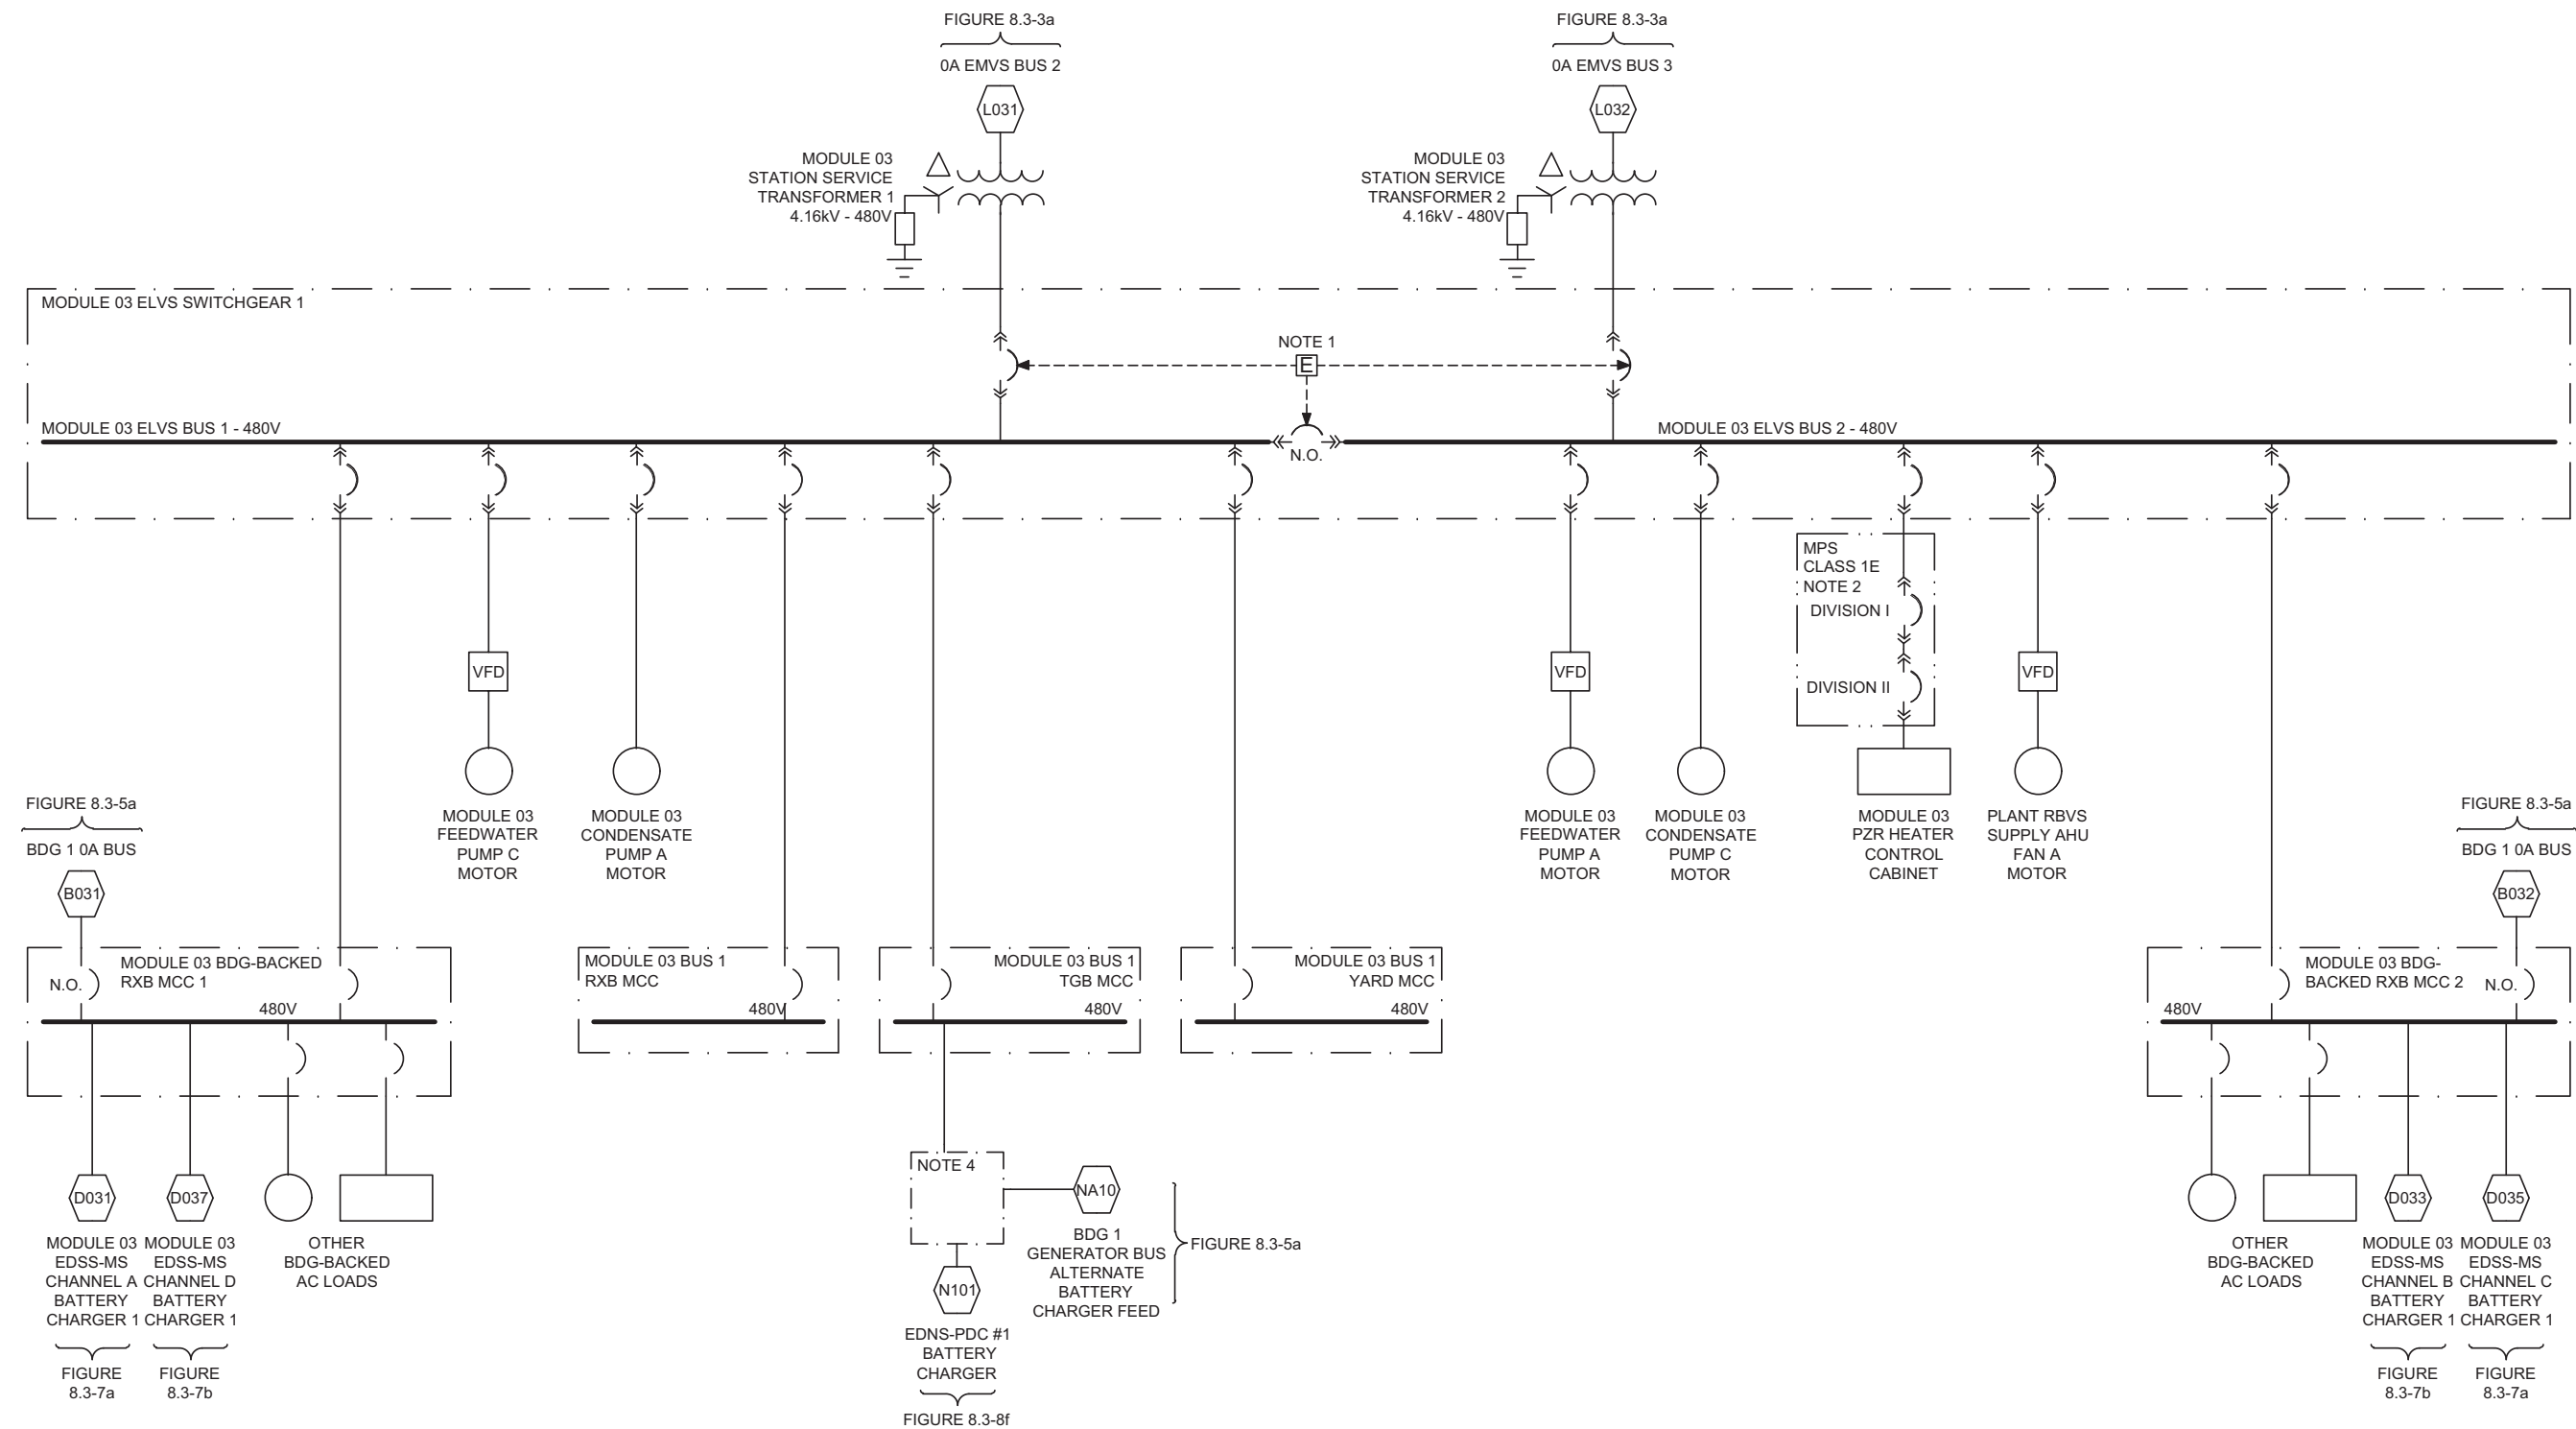 FIGURE 8.3-3a
0A EMVS BUS 2
L031
MODULE 03
STATION SERVICE
TRANSFORMER 1
4.16kV - 480V
FIGURE 8.3-3a
0A EMVS BUS 3
L032
MODULE 03
STATION SERVICE
TRANSFORMER 2
4.16kV - 480V
MODULE 03 ELVS SWITCHGEAR 1
NOTE 1
E
MODULE 03 ELVS BUS 1 - 480V
N.O.
MODULE 03 ELVS BUS 2 - 480V
MPS
CLASS 1E
NOTE 2
DIVISION I
DIVISION II
VFD
VFD
VFD
MODULE 03
FEEDWATER
PUMP C
MOTOR
MODULE 03
CONDENSATE
PUMP A
MOTOR
MODULE 03
FEEDWATER
PUMP A
MOTOR
MODULE 03
CONDENSATE
PUMP C
MOTOR
MODULE 03
PZR HEATER
CONTROL
CABINET
PLANT RBVS
SUPPLY AHU
FAN A
MOTOR
FIGURE 8.3-5a
BDG 1 0A BUS
B031
FIGURE 8.3-5a
BDG 1 0A BUS
B032
N.O.
MODULE 03 BDG-BACKED
RXB MCC 1
480V
MODULE 03 BUS 1
RXB MCC
480V
MODULE 03 BUS 1
TGB MCC
480V
MODULE 03 BUS 1
YARD MCC
480V
MODULE 03 BDG-
BACKED RXB MCC 2
N.O.
480V
D031
MODULE 03
EDSS-MS
CHANNEL A
BATTERY
CHARGER 1
FIGURE
8.3-7a
D037
MODULE 03
EDSS-MS
CHANNEL D
BATTERY
CHARGER 1
FIGURE
8.3-7b
OTHER
BDG-BACKED
AC LOADS
NOTE 4
NA10
BDG 1
GENERATOR BUS
ALTERNATE
BATTERY
CHARGER FEED
FIGURE 8.3-5a
N101
EDNS-PDC #1
BATTERY
CHARGER
FIGURE 8.3-8f
OTHER
BDG-BACKED
AC LOADS
D033
MODULE 03
EDSS-MS
CHANNEL B
BATTERY
CHARGER 1
FIGURE
8.3-7b
D035
MODULE 03
EDSS-MS
CHANNEL C
BATTERY
CHARGER 1
FIGURE
8.3-7a